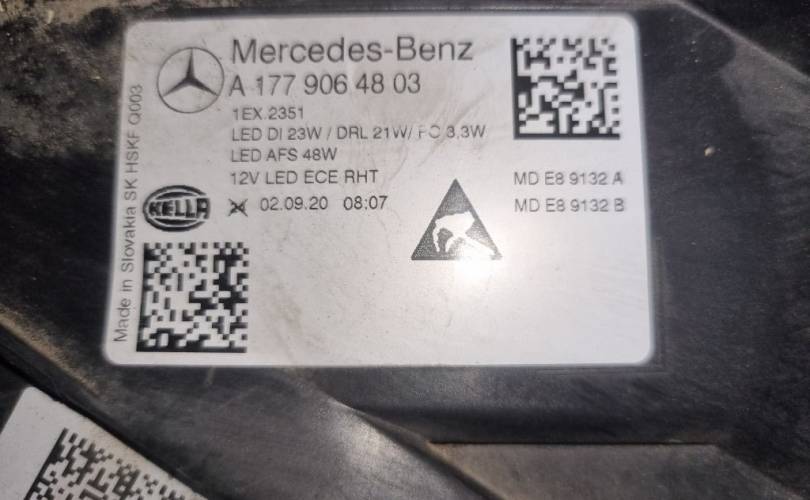 Mercedes-Benz
A 177 906 48 03
1EX.2351
LED DI 23W / DRL 21W/ PO 3,3W
LED AFS 48W
12V LED ECE RHT
MD E8 9132 A
HELLA
02.09.20 08:07
MD E8 9132 B
Made in Slovakia SK HSKF Q003